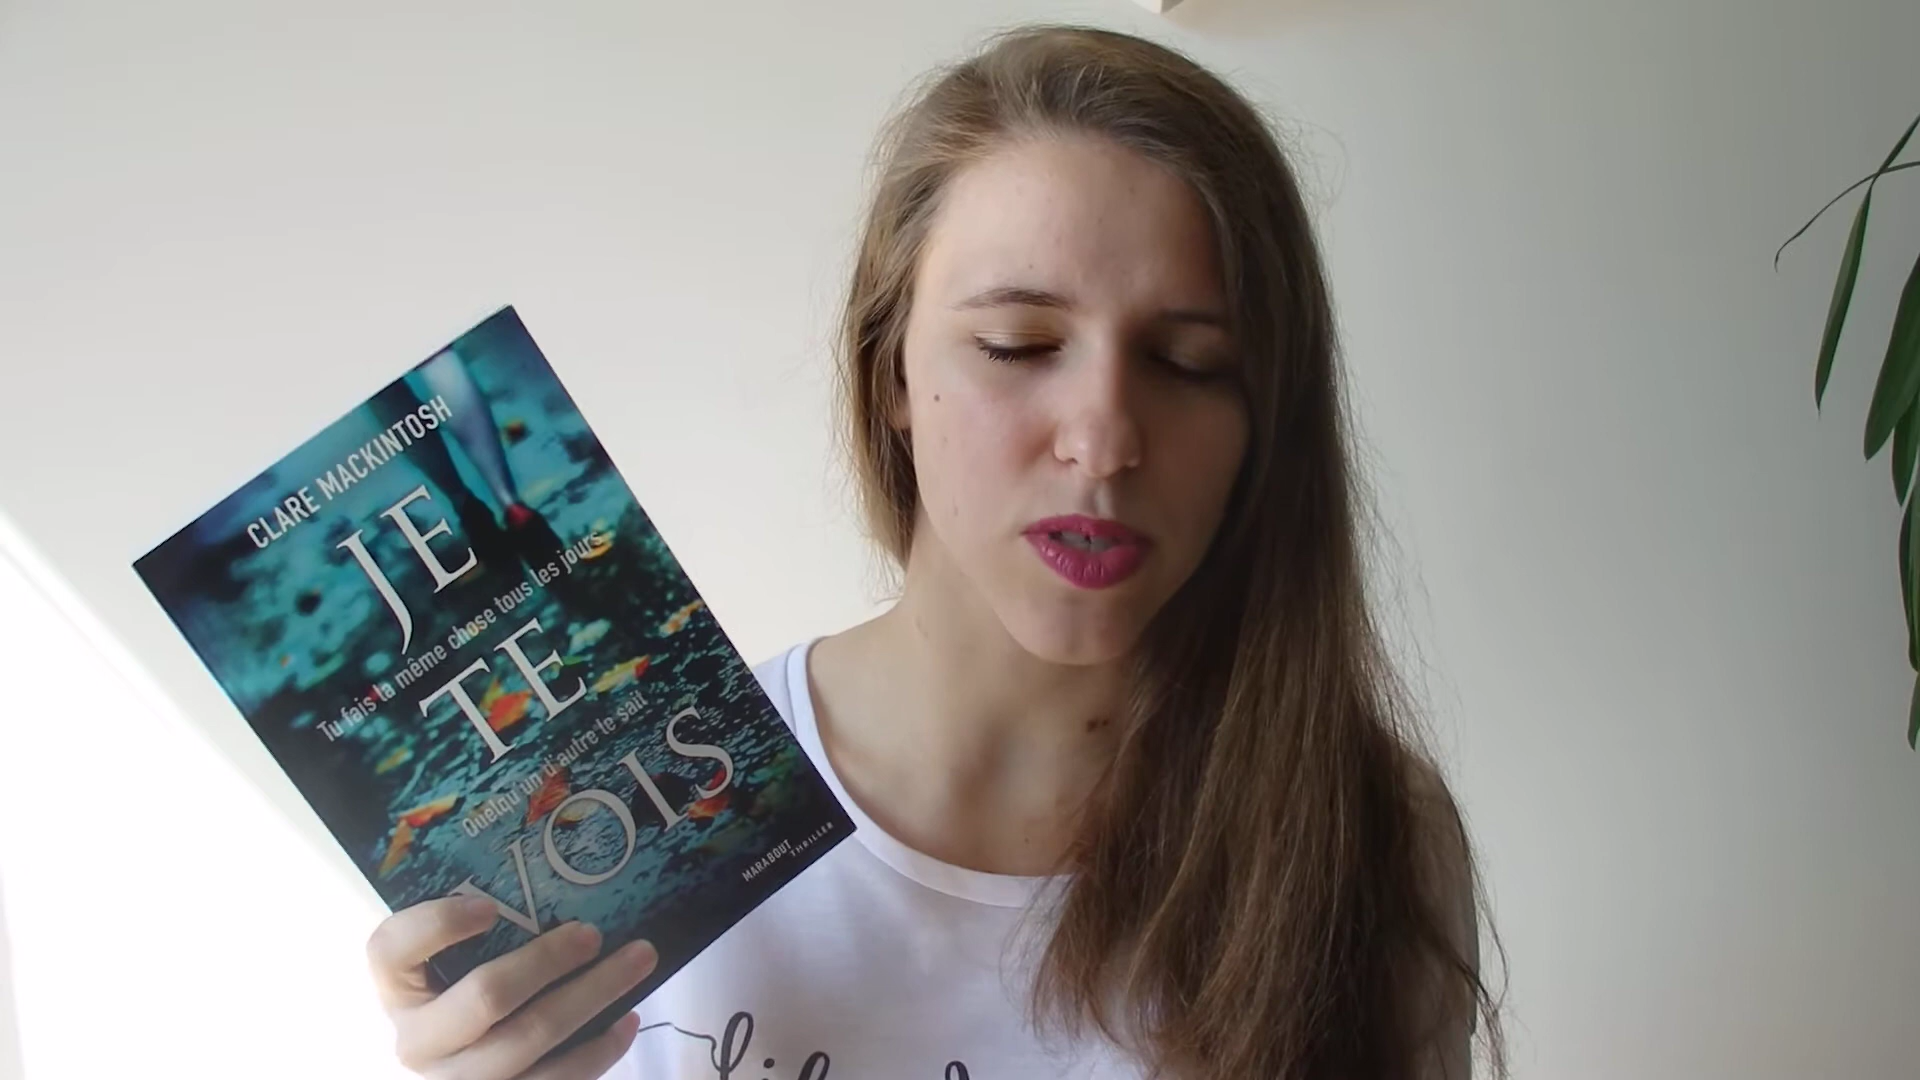 CLARE MACKINTOSH
JE
Tu fais la même chose tous les jours
TE
Quelqu'un d'autre le sait
VOIS
MARABOUT
THRILLER